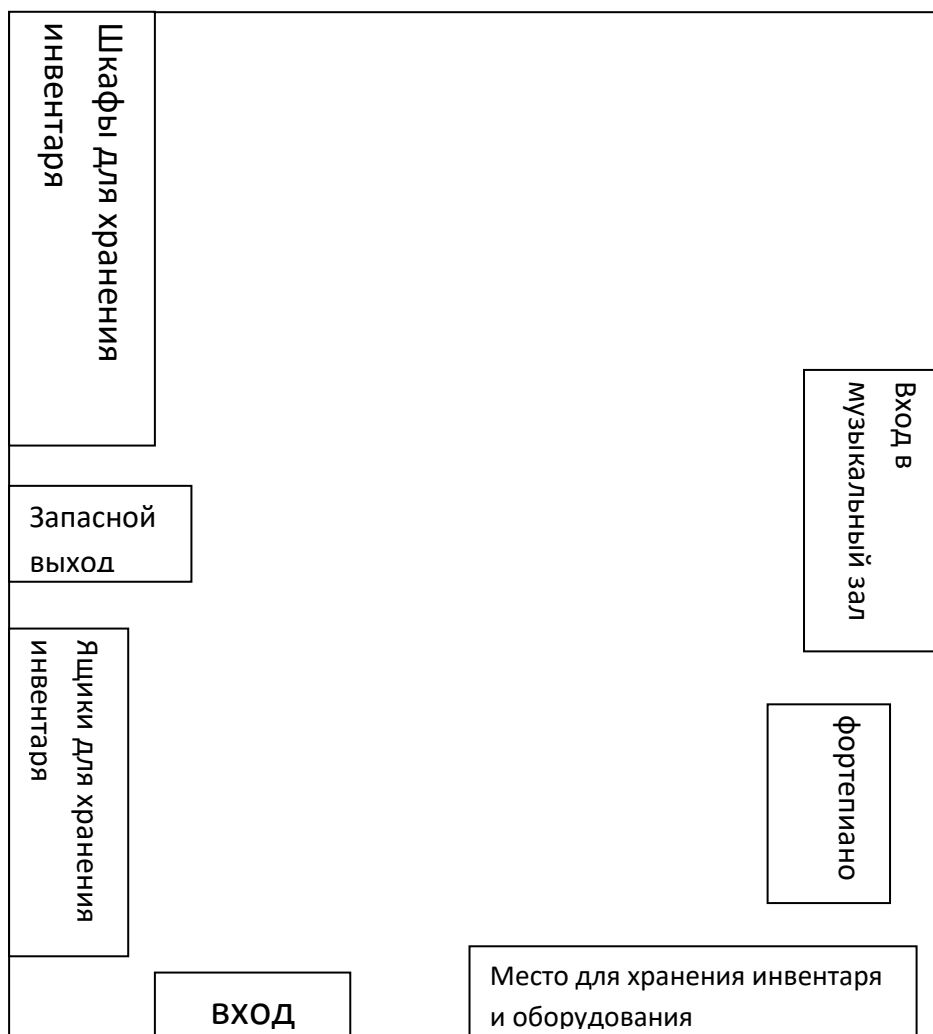 Шкафы для хранения
инвентаря
Вход в
музыкальный зал
Запасной
выход
Ящики для хранения
инвентаря
фортепиано
Место для хранения инвентаря
и оборудования
вход